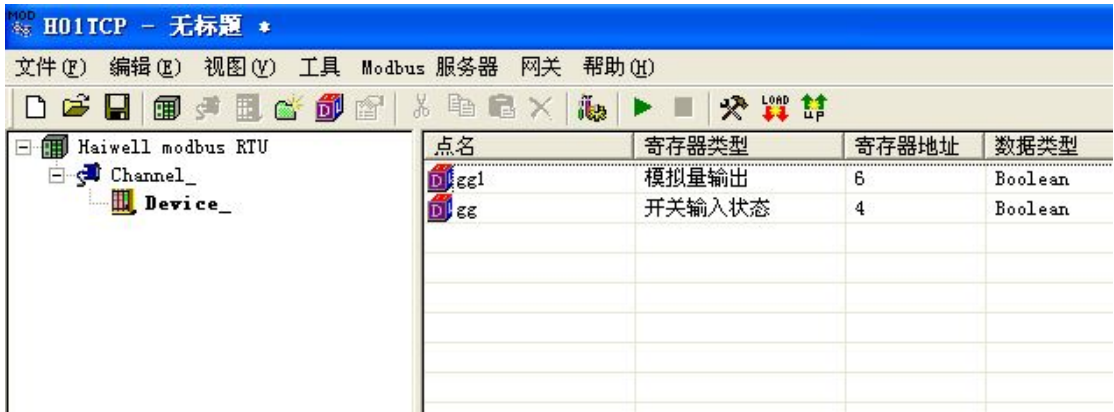 MOD
H01TCP - 无标题 *
文件(F) 编辑(E) 视图(V) 工具 Modbus 服务器 网关 帮助(H)
LOAD UP
Haiwell modbus RTU
Channel_
Device_
点名 寄存器类型 寄存器地址 数据类型
gg1 模拟量输出 6 Boolean
gg 开关输入状态 4 Boolean